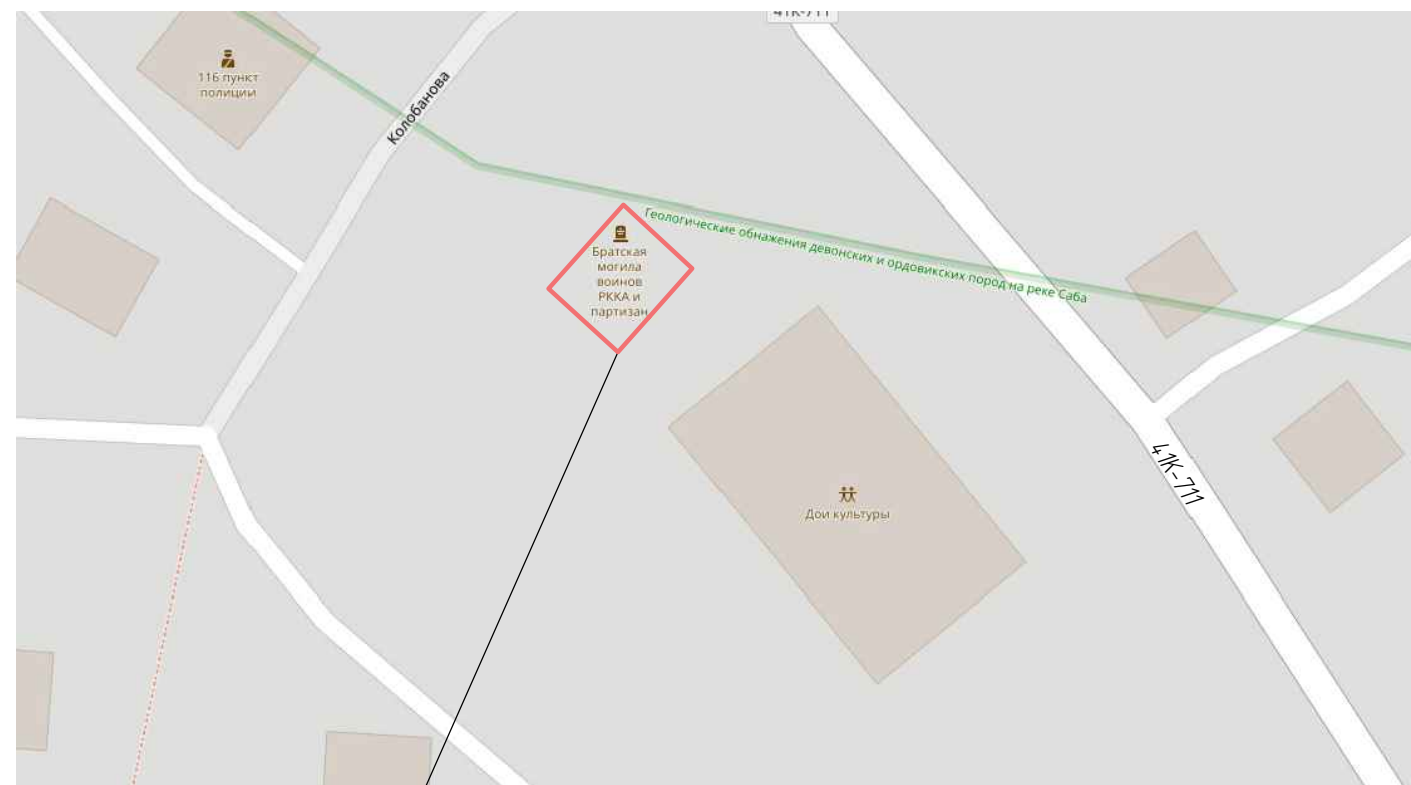 41K-711
116 пункт
полиции
Колобанова
Геологические обнажения девонских и ордовикских пород на реке Саба
Братская
могила
воинов
РККА и
партизан
41К-711
Дои культуры